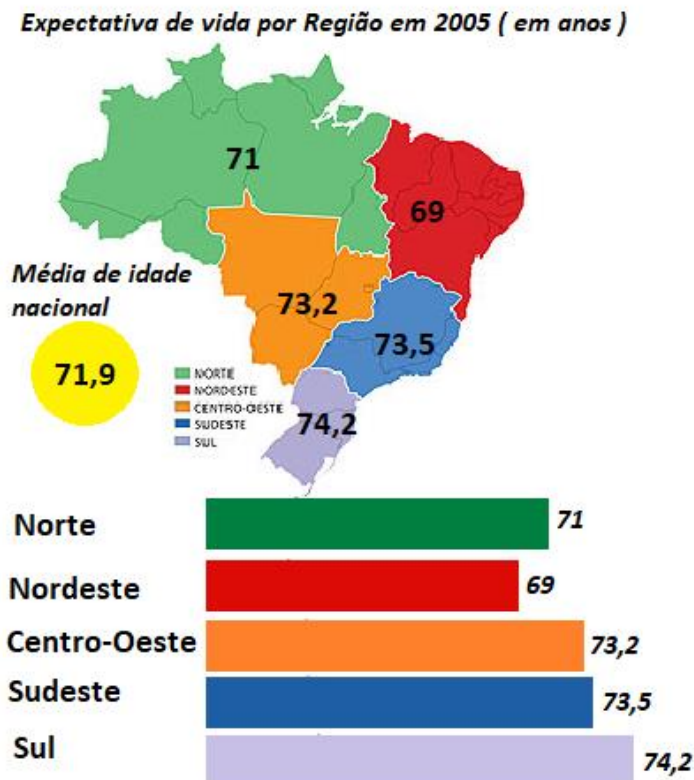 Expectativa de vida por Região em 2005 ( em anos )
71
69
Média de idade
nacional
73,2
73,5
71,9
NORTE
NORDESTE
CENTRO-OESTE
SUDESTE
SUL
74,2
Norte
71
Nordeste
69
Centro-Oeste
73,2
Sudeste
73,5
Sul
74,2